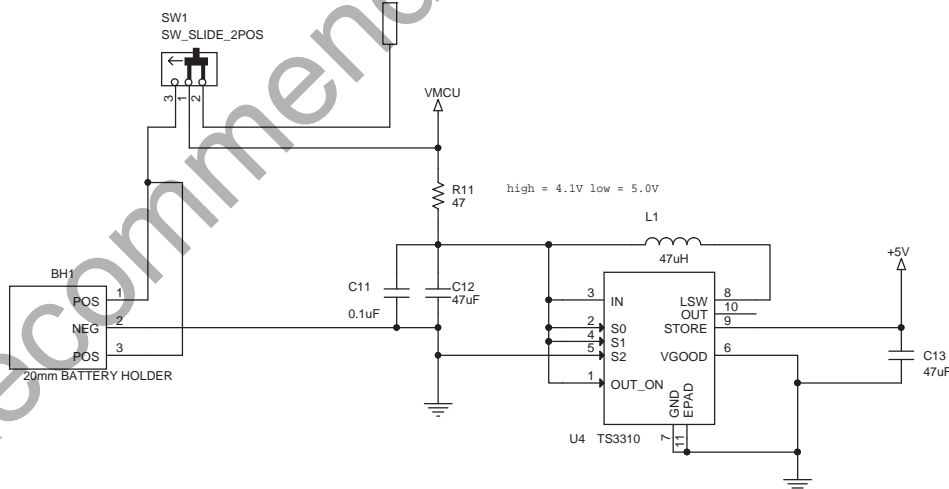 SW1
SW_SLIDE_2POS
3
1
2
VMCU
R11
47
high = 4.1V low = 5.0V
L1
47uH
+5V
BH1
POS
1
NEG
2
POS
3
20mm BATTERY HOLDER
C11
0.1uF
C12
47uF
3
IN
2
S0
4
S1
5
S2
1
OUT_ON
LSW
8
OUT
10
STORE
9
VGOOD
6
GND
EPAD
7
11
U4 TS3310
C13
47uF
ecommend